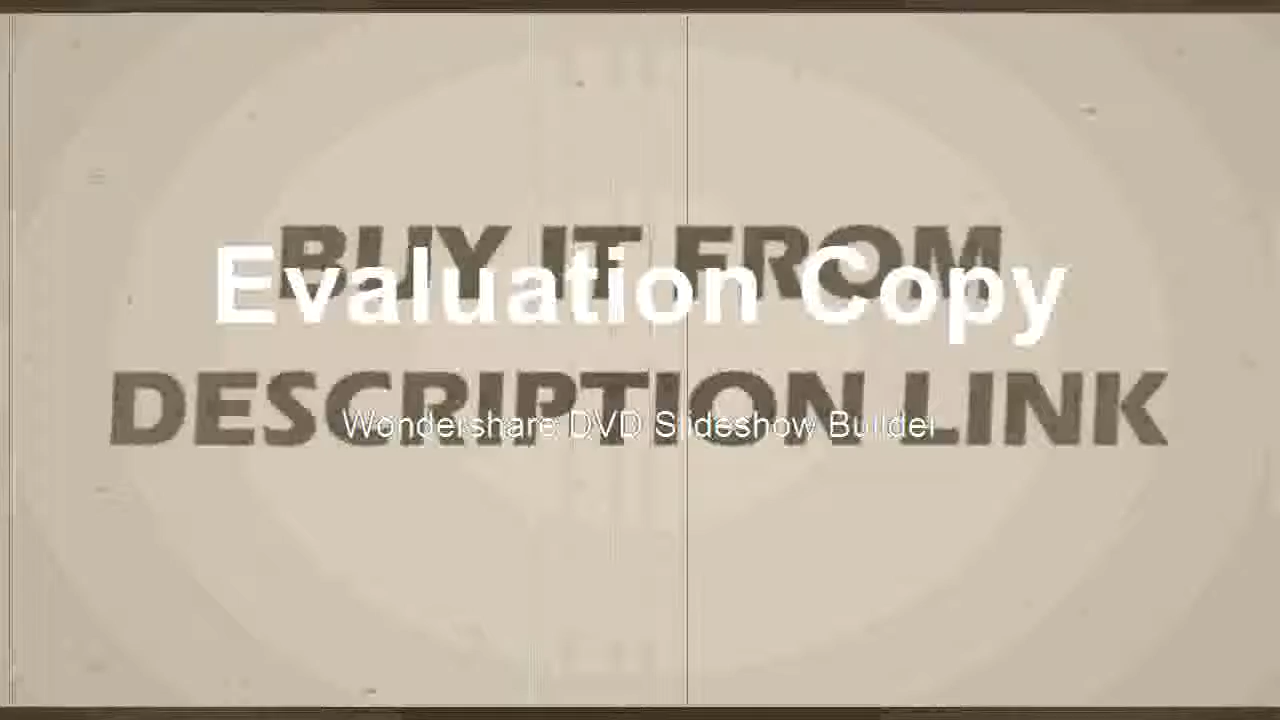 BUY IT FROM
Evaluation Copy
DESCRIPTION LINK
Wondershare DVD Slideshow Builder